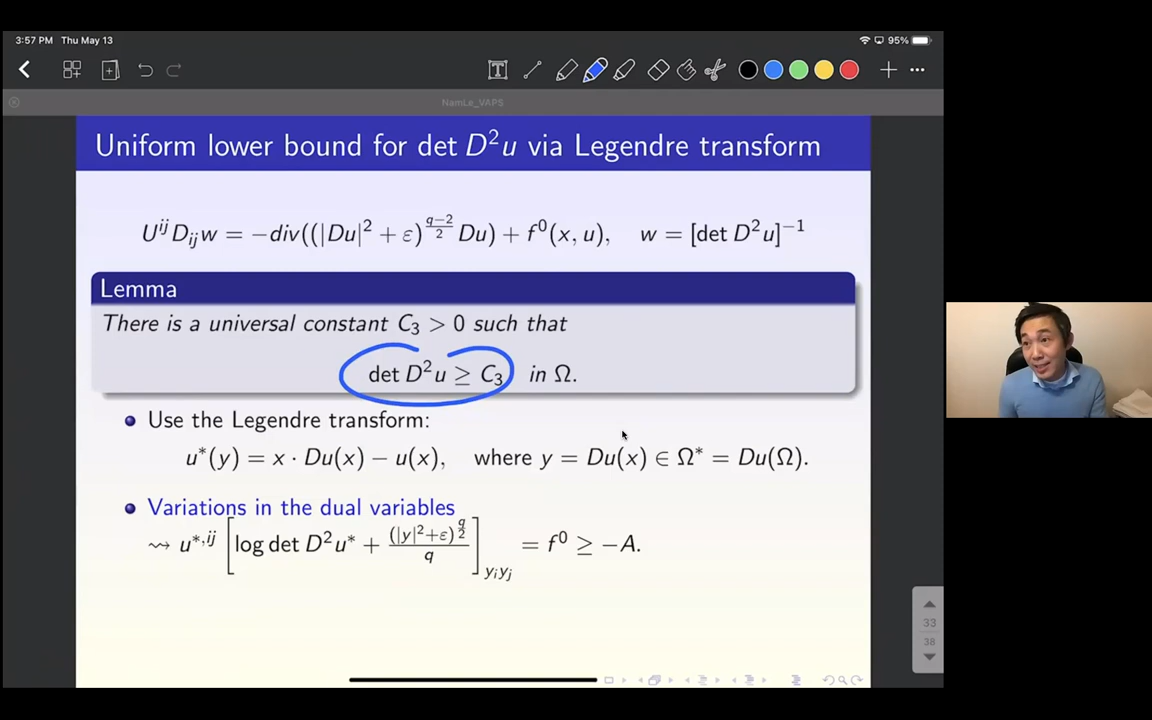 3:57 PM Thu May 13
95%
NamLe_VAPS
Uniform lower bound for det D²u via Legendre transform
U^{ij} D_{ij} w = −div((|Du|² + ε)^{\frac{q−2}{2}} Du) + f⁰(x, u), w = [det D²u]^{−1}
Lemma
There is a universal constant C₃ > 0 such that
det D²u ≥ C₃ in Ω.
• Use the Legendre transform:
u*(y) = x · Du(x) − u(x), where y = Du(x) ∈ Ω* = Du(Ω).
• Variations in the dual variables
⇝ u^{*,ij} [log det D²u* + \frac{(|y|²+ε)^{\frac{q}{2}}}{q}]_{y_i y_j} = f⁰ ≥ −A.
33
38